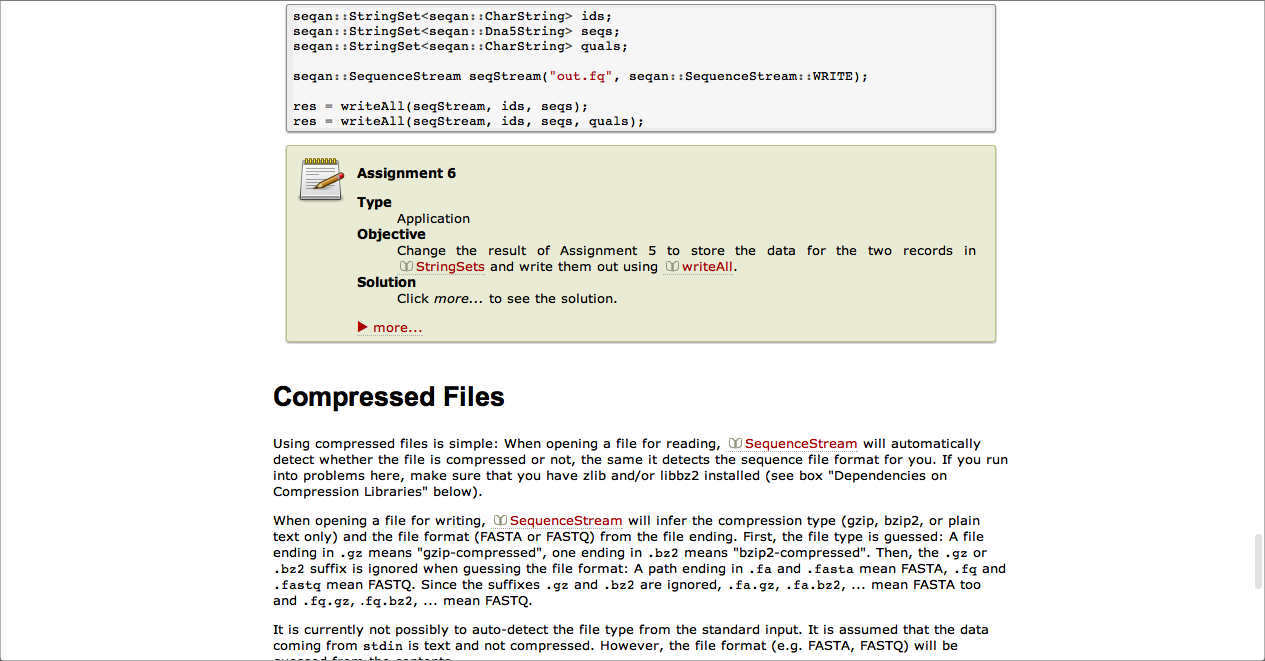 seqan::StringSet<seqan::CharString> ids;
seqan::StringSet<seqan::Dna5String> seqs;
seqan::StringSet<seqan::CharString> quals;
seqan::SequenceStream seqStream("out.fq", seqan::SequenceStream::WRITE);
res = writeAll(seqStream, ids, seqs);
res = writeAll(seqStream, ids, seqs, quals);
Assignment 6
Type
Application
Objective
Change the result of Assignment 5 to store the data for the two records in
StringSets and write them out using writeAll.
Solution
Click more... to see the solution.
more...
Compressed Files
Using compressed files is simple: When opening a file for reading, SequenceStream will automatically
detect whether the file is compressed or not, the same it detects the sequence file format for you. If you run
into problems here, make sure that you have zlib and/or libbz2 installed (see box "Dependencies on
Compression Libraries" below).
When opening a file for writing, SequenceStream will infer the compression type (gzip, bzip2, or plain
text only) and the file format (FASTA or FASTQ) from the file ending. First, the file type is guessed: A file
ending in .gz means "gzip-compressed", one ending in .bz2 means "bzip2-compressed". Then, the .gz or
.bz2 suffix is ignored when guessing the file format: A path ending in .fa and .fasta mean FASTA, .fq and
.fastq mean FASTQ. Since the suffixes .gz and .bz2 are ignored, .fa.gz, .fa.bz2, ... mean FASTA too
and .fq.gz, .fq.bz2, ... mean FASTQ.
It is currently not possibly to auto-detect the file type from the standard input. It is assumed that the data
coming from stdin is text and not compressed. However, the file format (e.g. FASTA, FASTQ) will be
guessed from the contents.